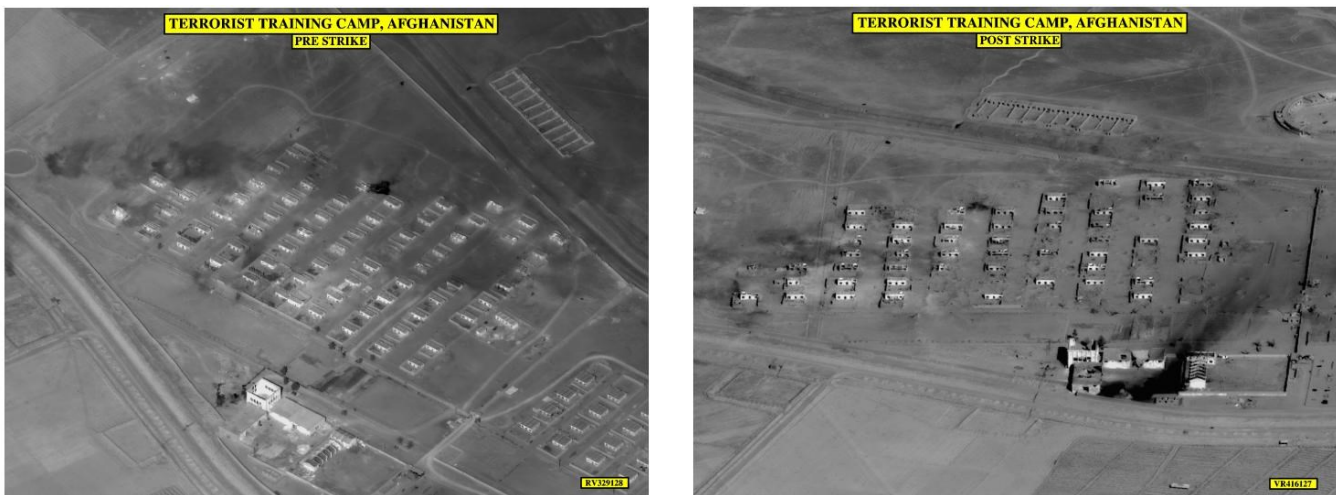 TERRORIST TRAINING CAMP, AFGHANISTAN
PRE STRIKE
RV329128
TERRORIST TRAINING CAMP, AFGHANISTAN
POST STRIKE
VR416127